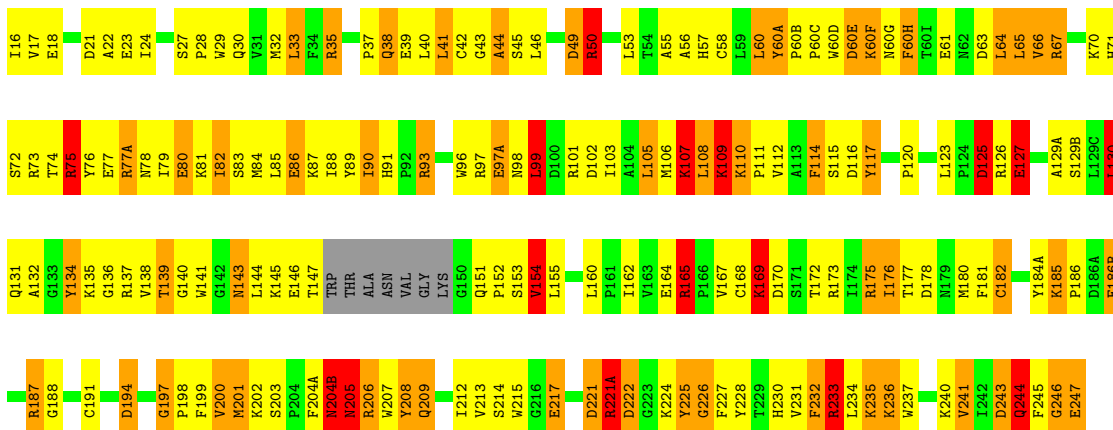 I16 V17 E18 D21 A22 E23 I24 S27 P28 W29 Q30 V31 M32 L33 F34 R35 P37 Q38 E39 L40 L41 C42 G43 A44 S45 L46 D49 R50 L53 T54 A55 A56 H57 C58 L59 L60 Y60A P60B P60C W60D D60E K60F N60G F60H T60I E61 N62 D63 L64 L65 V66 R67 K70 H71
S72 R73 T74 R75 Y76 E77 R77A N78 I79 E80 K81 I82 S83 M84 L85 E86 K87 I88 Y89 I90 H91 P92 R93 W96 R97 E97A N98 L99 D100 R101 D102 I103 A104 L105 M106 K107 L108 K109 K110 P111 V112 A113 F114 S115 D116 Y117 P120 L123 P124 D125 R126 E127 A129A S129B L129C L130
Q131 A132 G133 Y134 K135 G136 R137 V138 T139 G140 W141 G142 N143 L144 K145 E146 T147 TRP THR ALA ASN VAL GLY LYS G150 Q151 P152 S153 V154 L155 L160 P161 I162 V163 E164 R165 P166 V167 C168 K169 D170 S171 T172 R173 I174 R175 I176 T177 D178 N179 M180 F181 C182 Y184A K185 P186 D186A E186B
R187 G188 C191 D194 G197 P198 F199 V200 M201 K202 S203 P204 F204A N204B N205 R206 W207 Y208 Q209 I212 V213 S214 W215 G216 E217 D221 R221A D222 G223 K224 Y225 G226 F227 Y228 T229 H230 V231 F232 R233 L234 K235 K236 W237 K240 V241 I242 D243 Q244 F245 G246 E247